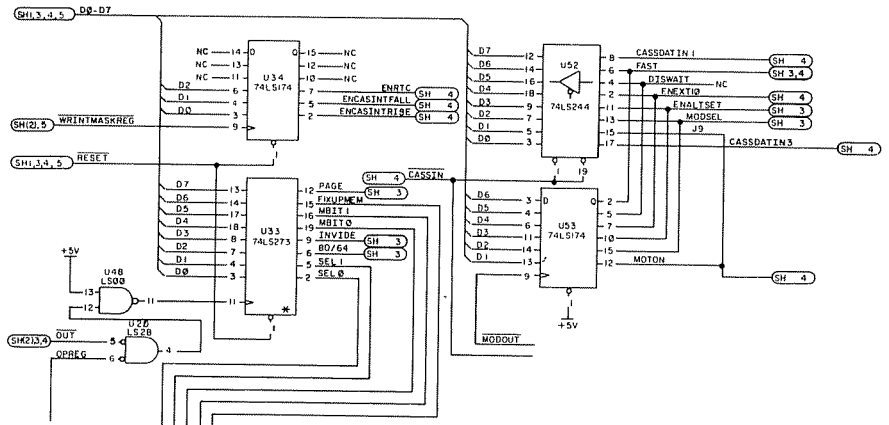 SH1,3,4,5 D0-D7
NC 14 D Q 15 NC
NC 13 12 NC
NC 11 U34 10 NC
D2 6 74LS174 7 ENRTC SH 4
D1 4 5 ENCASINTFALL SH 4
D0 3 2 ENCASINTRISE SH 4
SH(2),5 WRINTMASKREG 9
1
SH1,3,4,5 RESET
D7 13 12 PAGE SH 3
D6 14 U33 15 FIXUPMEM
D5 17 74LS273 16 MBIT1
D4 18 19 MBIT0
D3 8 9 INVIDE SH 3
D2 7 6 80/64 SH 3
D1 4 5 SEL1
D0 3 2 SEL0
11
* 1
+5V
U48
LS00
13
12 11
U20
LS28
SH(2),3,4 OUT 5 4
OPREG 6
D7 12 U52 8 CASSDATIN1 SH 4
D6 14 6 FAST SH 3,4
D5 16 4 DISWAIT NC
D4 18 2 ENEXTIO SH 4
D3 9 74LS244 11 ENALTSET SH 3
D2 7 13 MODSEL SH 3
D1 5 15 J9
D0 3 17 CASSDATIN3 SH 4
1 19
SH 4 CASSIN
D6 3 D Q 2
D5 4 U53 5
D4 6 74LS174 7
D3 11 10
D2 14 15
D1 13 12 MOTON SH 4
9
1
+5V
MODOUT